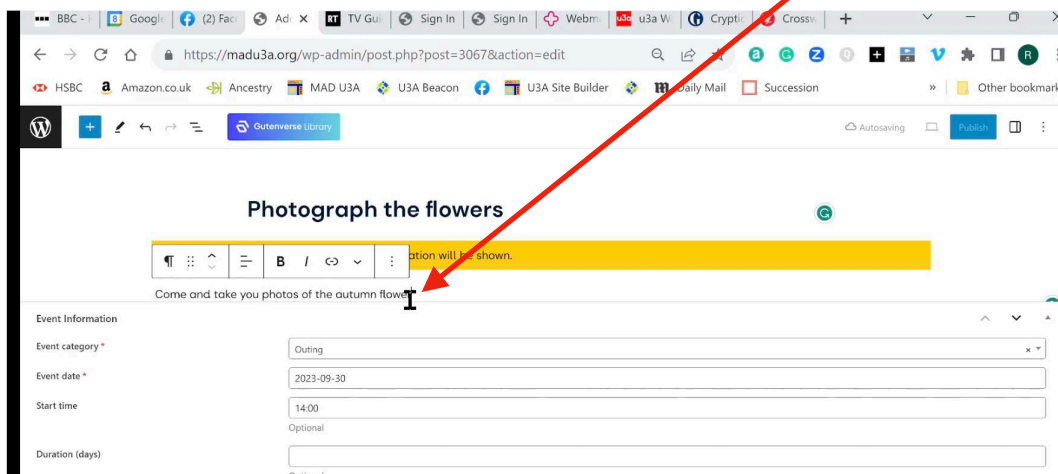 BBC - Googl (2) Fac Ad RT TV Gui Sign In Sign In Webm u3a u3a W Cryptic Crossw
https://madu3a.org/wp-admin/post.php?post=3067&action=edit
HSBC a Amazon.co.uk Ancestry MAD U3A U3A Beacon U3A Site Builder Daily Mail Succession » Other bookmark
Gutenverse Library Autosaving Publish
Photograph the flowers
ation will be shown.
B I
Come and take you photos of the autumn flower
Event Information
Event category *
Outing
Event date *
2023-09-30
Start time
14:00
Optional
Duration (days)